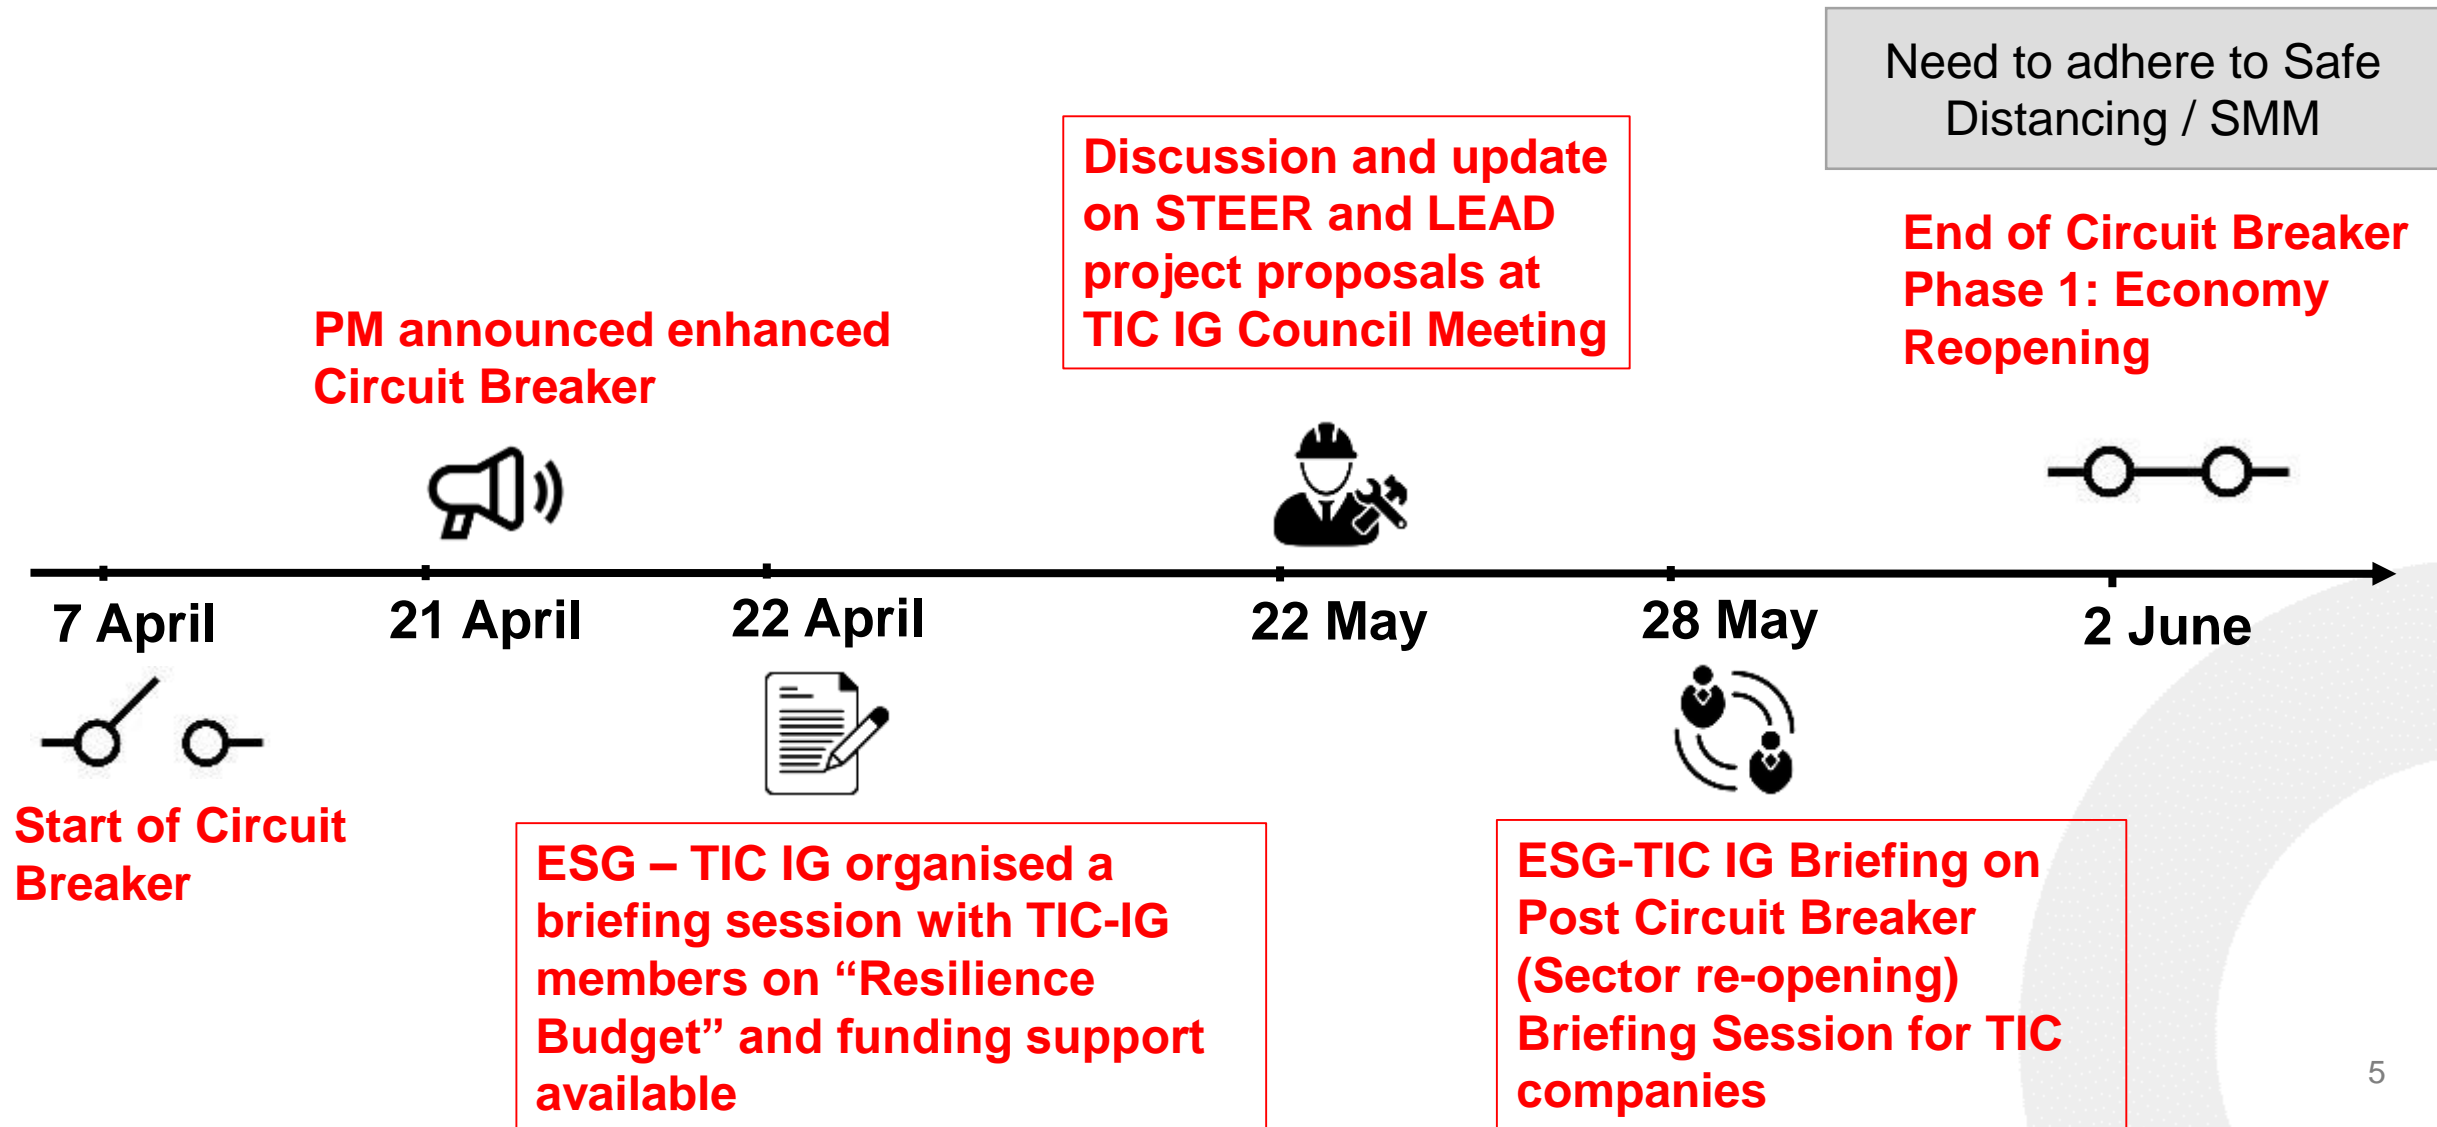 Need to adhere to Safe
Distancing / SMM
Discussion and update
on STEER and LEAD
project proposals at
TIC IG Council Meeting
End of Circuit Breaker
Phase 1: Economy
Reopening
PM announced enhanced
Circuit Breaker
7 April
21 April
22 April
22 May
28 May
2 June
Start of Circuit
Breaker
ESG – TIC IG organised a
briefing session with TIC-IG
members on “Resilience
Budget” and funding support
available
ESG-TIC IG Briefing on
Post Circuit Breaker
(Sector re-opening)
Briefing Session for TIC
companies
5